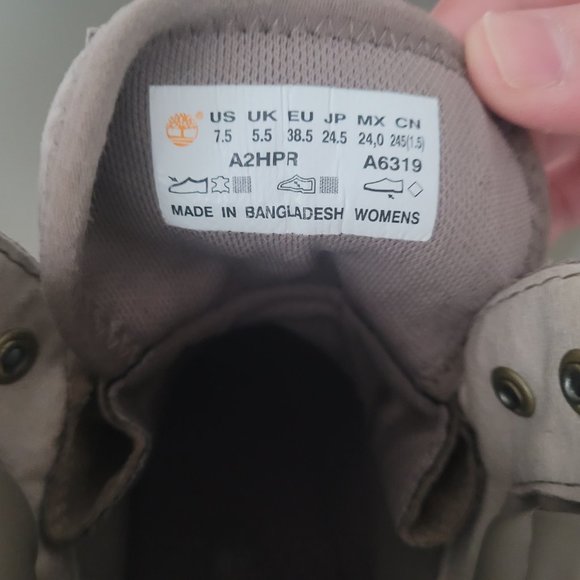 US UK EU JP MX CN
7.5 5.5 38.5 24.5 24,0 245(1.5)
A2HPR A6319
MADE IN BANGLADESH WOMENS